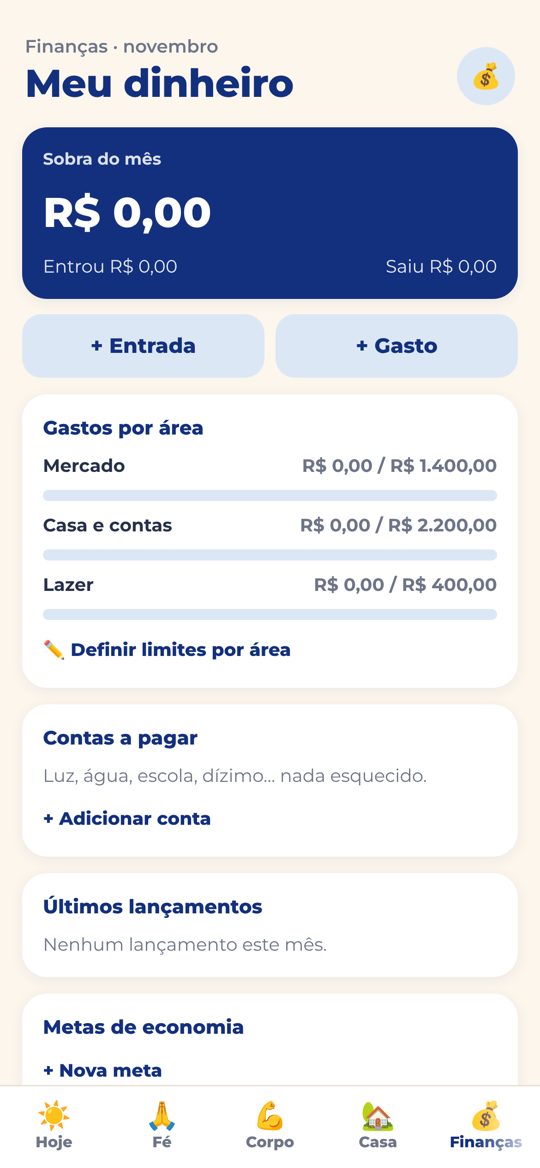 Finanças · novembro
Meu dinheiro
Sobra do mês
R$ 0,00
Entrou R$ 0,00 Saiu R$ 0,00
+ Entrada + Gasto
Gastos por área
Mercado R$ 0,00 / R$ 1.400,00
Casa e contas R$ 0,00 / R$ 2.200,00
Lazer R$ 0,00 / R$ 400,00
✏️ Definir limites por área
Contas a pagar
Luz, água, escola, dízimo... nada esquecido.
+ Adicionar conta
Últimos lançamentos
Nenhum lançamento este mês.
Metas de economia
+ Nova meta
Hoje Fé Corpo Casa Finanças